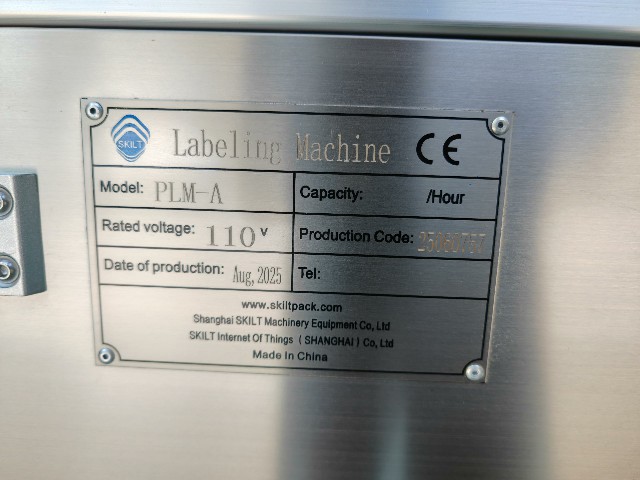 SKILT Labeling Machine CE
Model: PLM-A Capacity: /Hour
Rated voltage: 110V Production Code:
Date of production: Aug,2025 Tel:
www.skiltpack.com
Shanghai SKILT Machinery Equipment Co, Ltd
SKILT Internet Of Things ( SHANGHAI ) Co, Ltd
Made In China